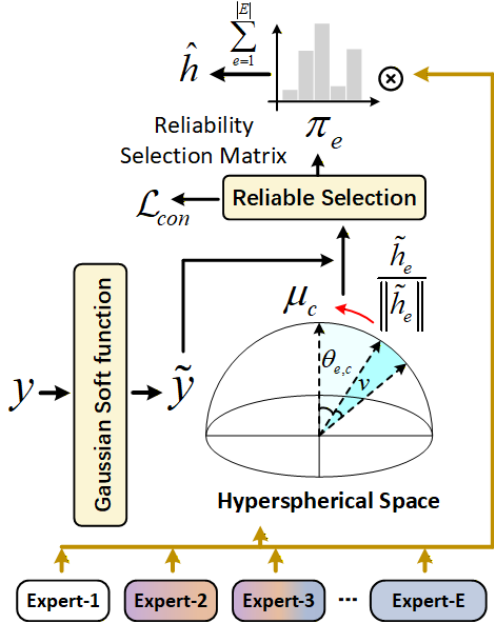 |E|
ĥ ← ∑ ⊗
e=1
π_e
Reliability
Selection Matrix
ℒ_con
Reliable Selection
h̃_e
‖h̃_e‖
μ_c
θ_{e,c}
v
y
Gaussian Soft function
ỹ
Hyperspherical Space
Expert-1 Expert-2 Expert-3 ... Expert-E